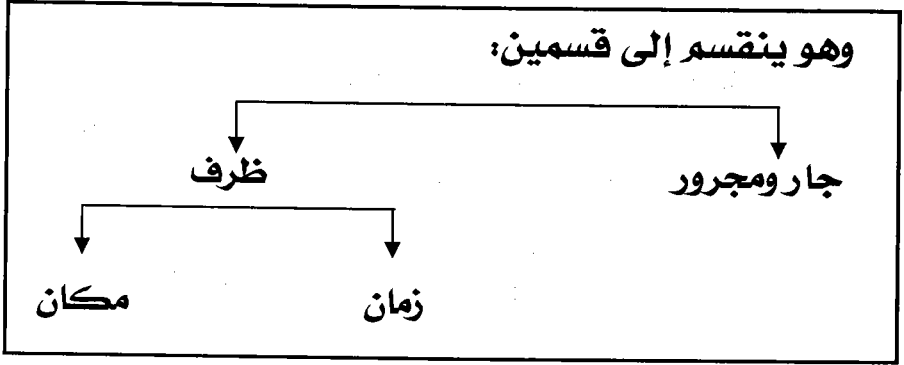 وهو ينقسم إلى قسمين:
جار ومجرور
ظرف
زمان
مكان